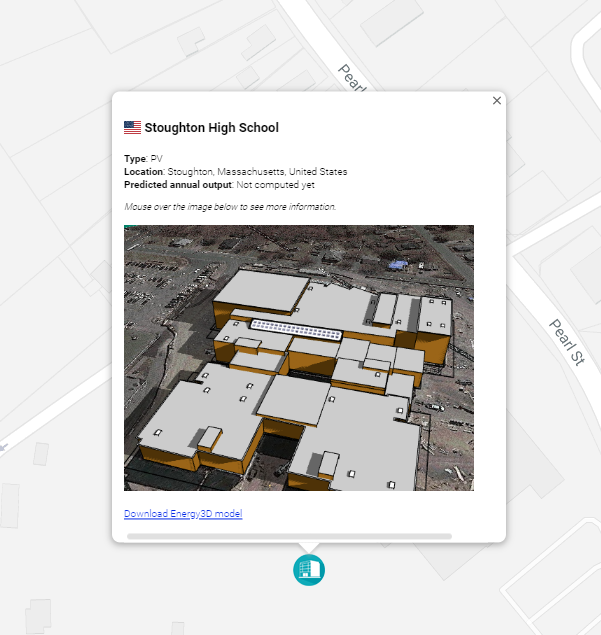 Pearl
Stoughton High School
Type: PV
Location: Stoughton, Massachusetts, United States
Predicted annual output: Not computed yet
Mouse over the image below to see more information.
Pearl St
Download Energy3D model